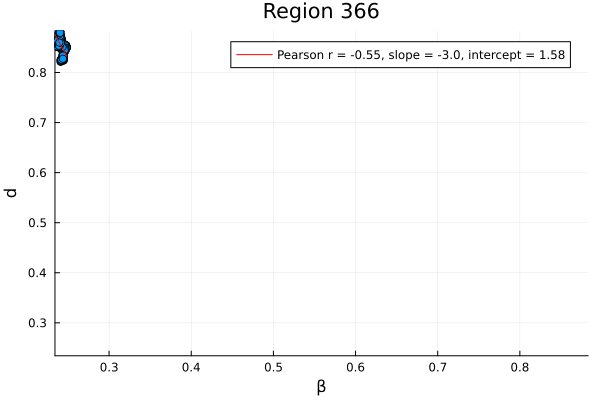 Region 366
Pearson r = -0.55, slope = -3.0, intercept = 1.58
d
0.8
0.7
0.6
0.5
0.4
0.3
0.3 0.4 0.5 0.6 0.7 0.8
β